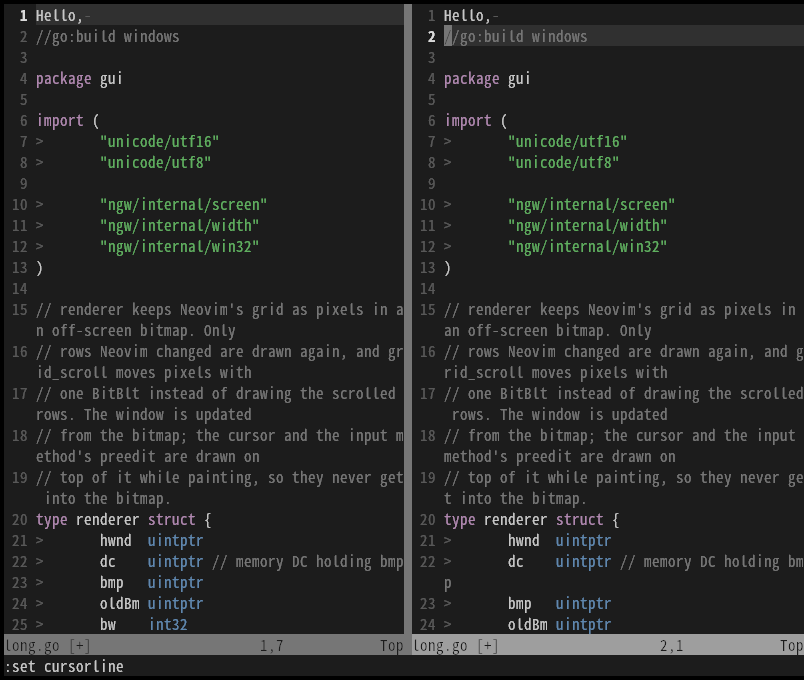 1 Hello,-
2 //go:build windows
3
4 package gui
5
6 import (
7 >       "unicode/utf16"
8 >       "unicode/utf8"
9
10 >       "ngw/internal/screen"
11 >       "ngw/internal/width"
12 >       "ngw/internal/win32"
13 )
14
15 // renderer keeps Neovim's grid as pixels in a
n off-screen bitmap. Only
16 // rows Neovim changed are drawn again, and gr
id_scroll moves pixels with
17 // one BitBlt instead of drawing the scrolled
rows. The window is updated
18 // from the bitmap; the cursor and the input m
ethod's preedit are drawn on
19 // top of it while painting, so they never get
 into the bitmap.
20 type renderer struct {
21 >       hwnd  uintptr
22 >       dc    uintptr // memory DC holding bmp
23 >       bmp   uintptr
24 >       oldBm uintptr
25 >       bw    int32
long.go [+]                     1,7            Top
1 Hello,-
2 //go:build windows
3
4 package gui
5
6 import (
7 >       "unicode/utf16"
8 >       "unicode/utf8"
9
10 >       "ngw/internal/screen"
11 >       "ngw/internal/width"
12 >       "ngw/internal/win32"
13 )
14
15 // renderer keeps Neovim's grid as pixels in
an off-screen bitmap. Only
16 // rows Neovim changed are drawn again, and g
rid_scroll moves pixels with
17 // one BitBlt instead of drawing the scrolled
 rows. The window is updated
18 // from the bitmap; the cursor and the input
method's preedit are drawn on
19 // top of it while painting, so they never ge
t into the bitmap.
20 type renderer struct {
21 >       hwnd  uintptr
22 >       dc    uintptr // memory DC holding bm
p
23 >       bmp   uintptr
24 >       oldBm uintptr
long.go [+]                    2,1            Top
:set cursorline